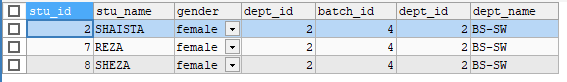 stu_id stu_name gender dept_id batch_id dept_id dept_name
2 SHAISTA female 2 4 2 BS-SW
7 REZA female 2 4 2 BS-SW
8 SHEZA female 2 4 2 BS-SW